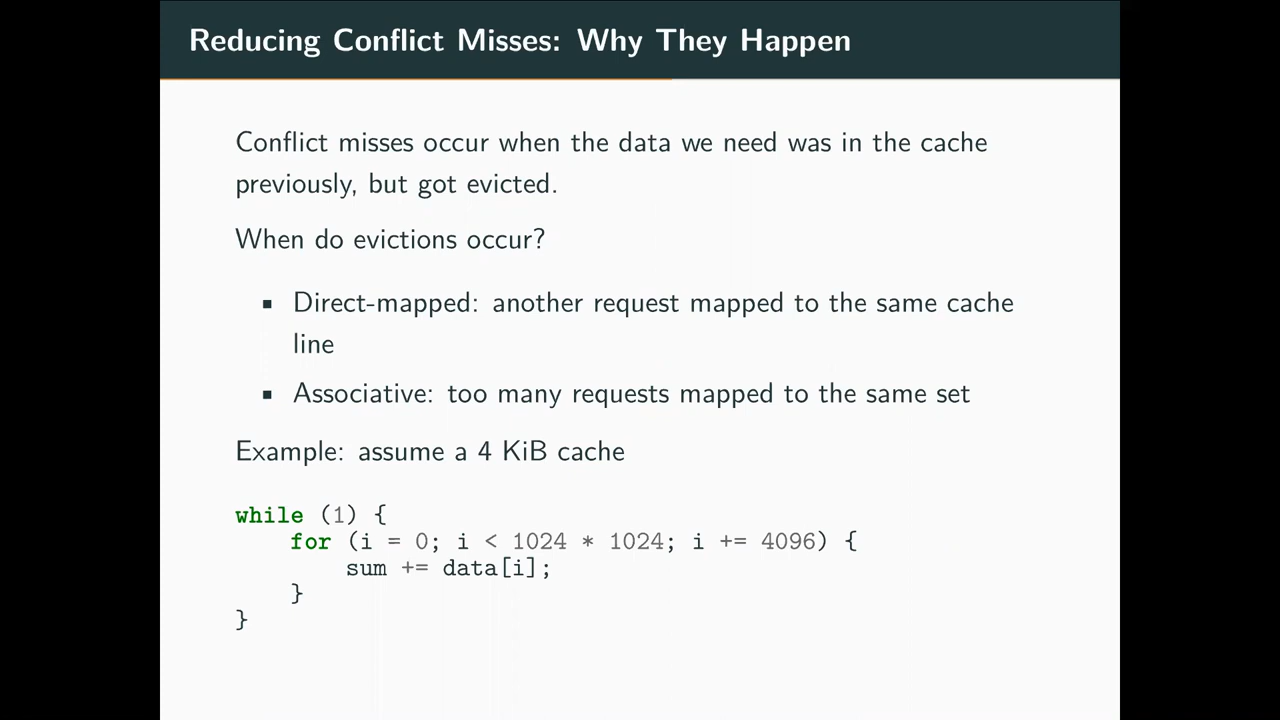 Reducing Conflict Misses: Why They Happen
Conflict misses occur when the data we need was in the cache
previously, but got evicted.
When do evictions occur?
▪ Direct-mapped: another request mapped to the same cache
line
▪ Associative: too many requests mapped to the same set
Example: assume a 4 KiB cache
while (1) {
    for (i = 0; i < 1024 * 1024; i += 4096) {
        sum += data[i];
    }
}